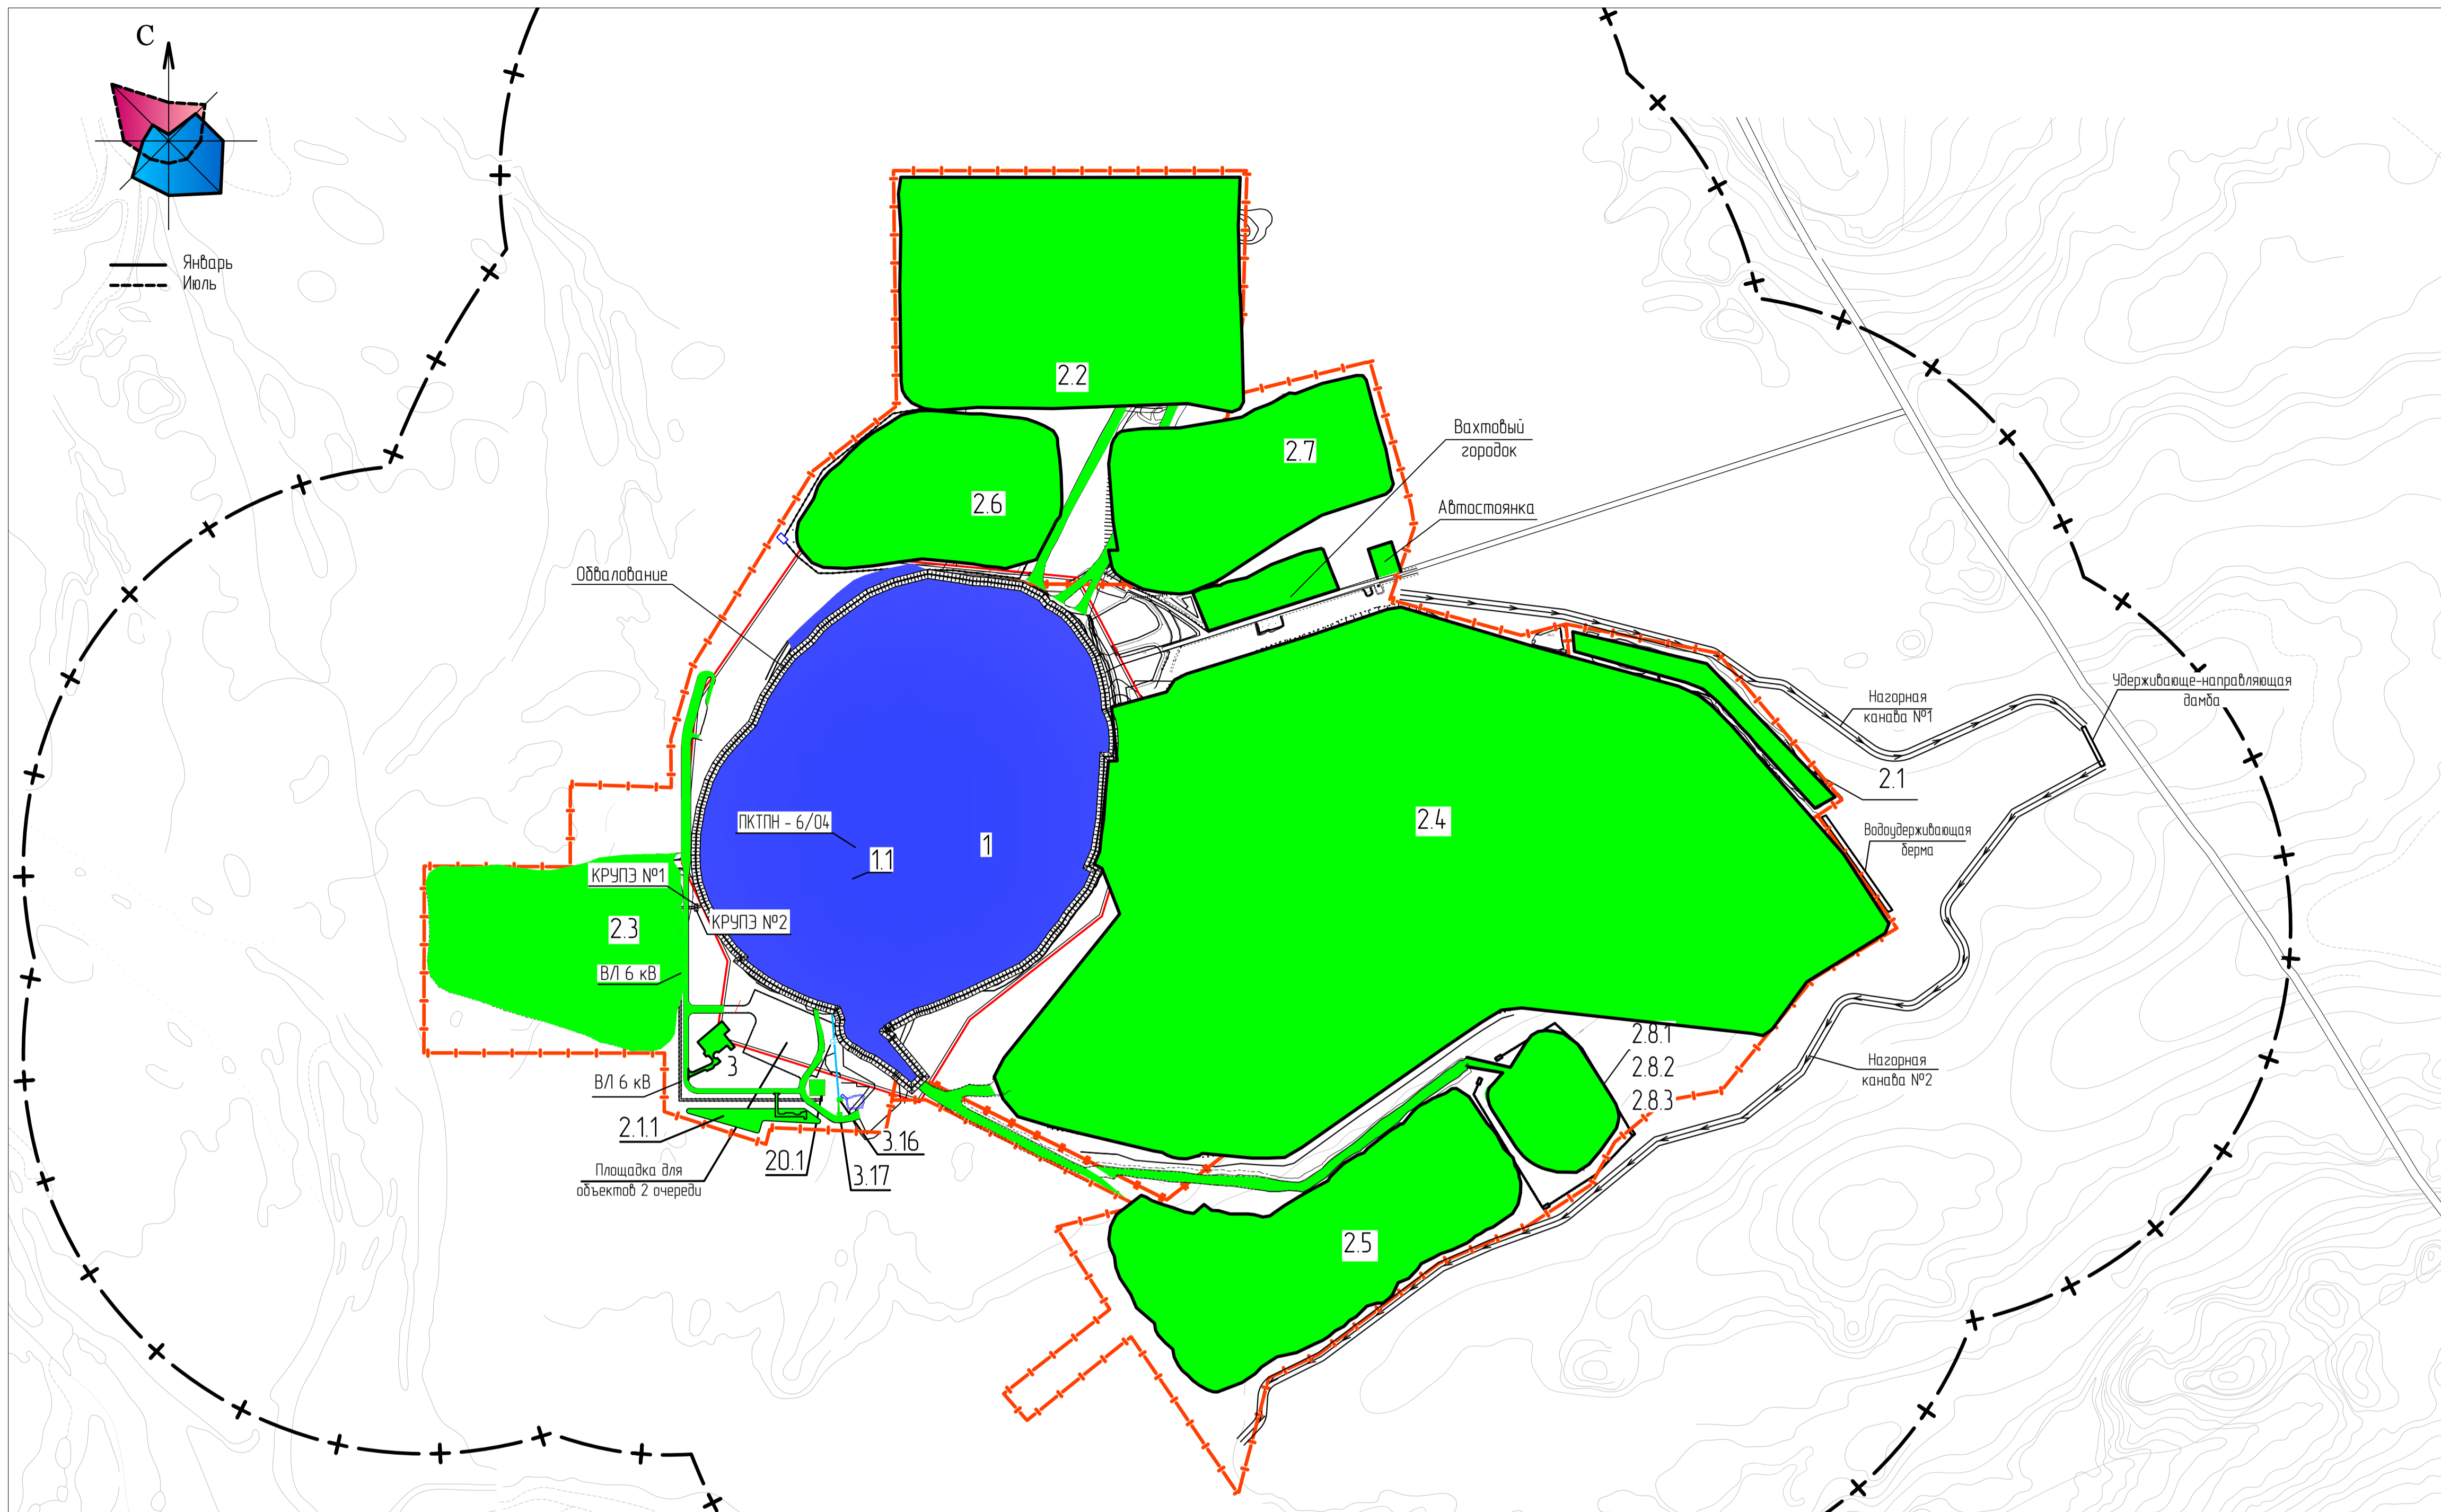 С
Январь
Июль
2.2
2.7
2.6
Вахтовый
городок
Автостоянка
Обвалование
Нагорная
канава №1
Удерживающе-направляющая
дамба
2.1
2.4
ПКТПН - 6/04
1
1.1
Водоудерживающая
берма
КРУПЭ №1
КРУПЭ №2
2.3
ВЛ 6 кВ
2.8.1
2.8.2
2.8.3
Нагорная
канава №2
3
ВЛ 6 кВ
2.1.1
20.1
3.16
3.17
Площадка для
объектов 2 очереди
2.5